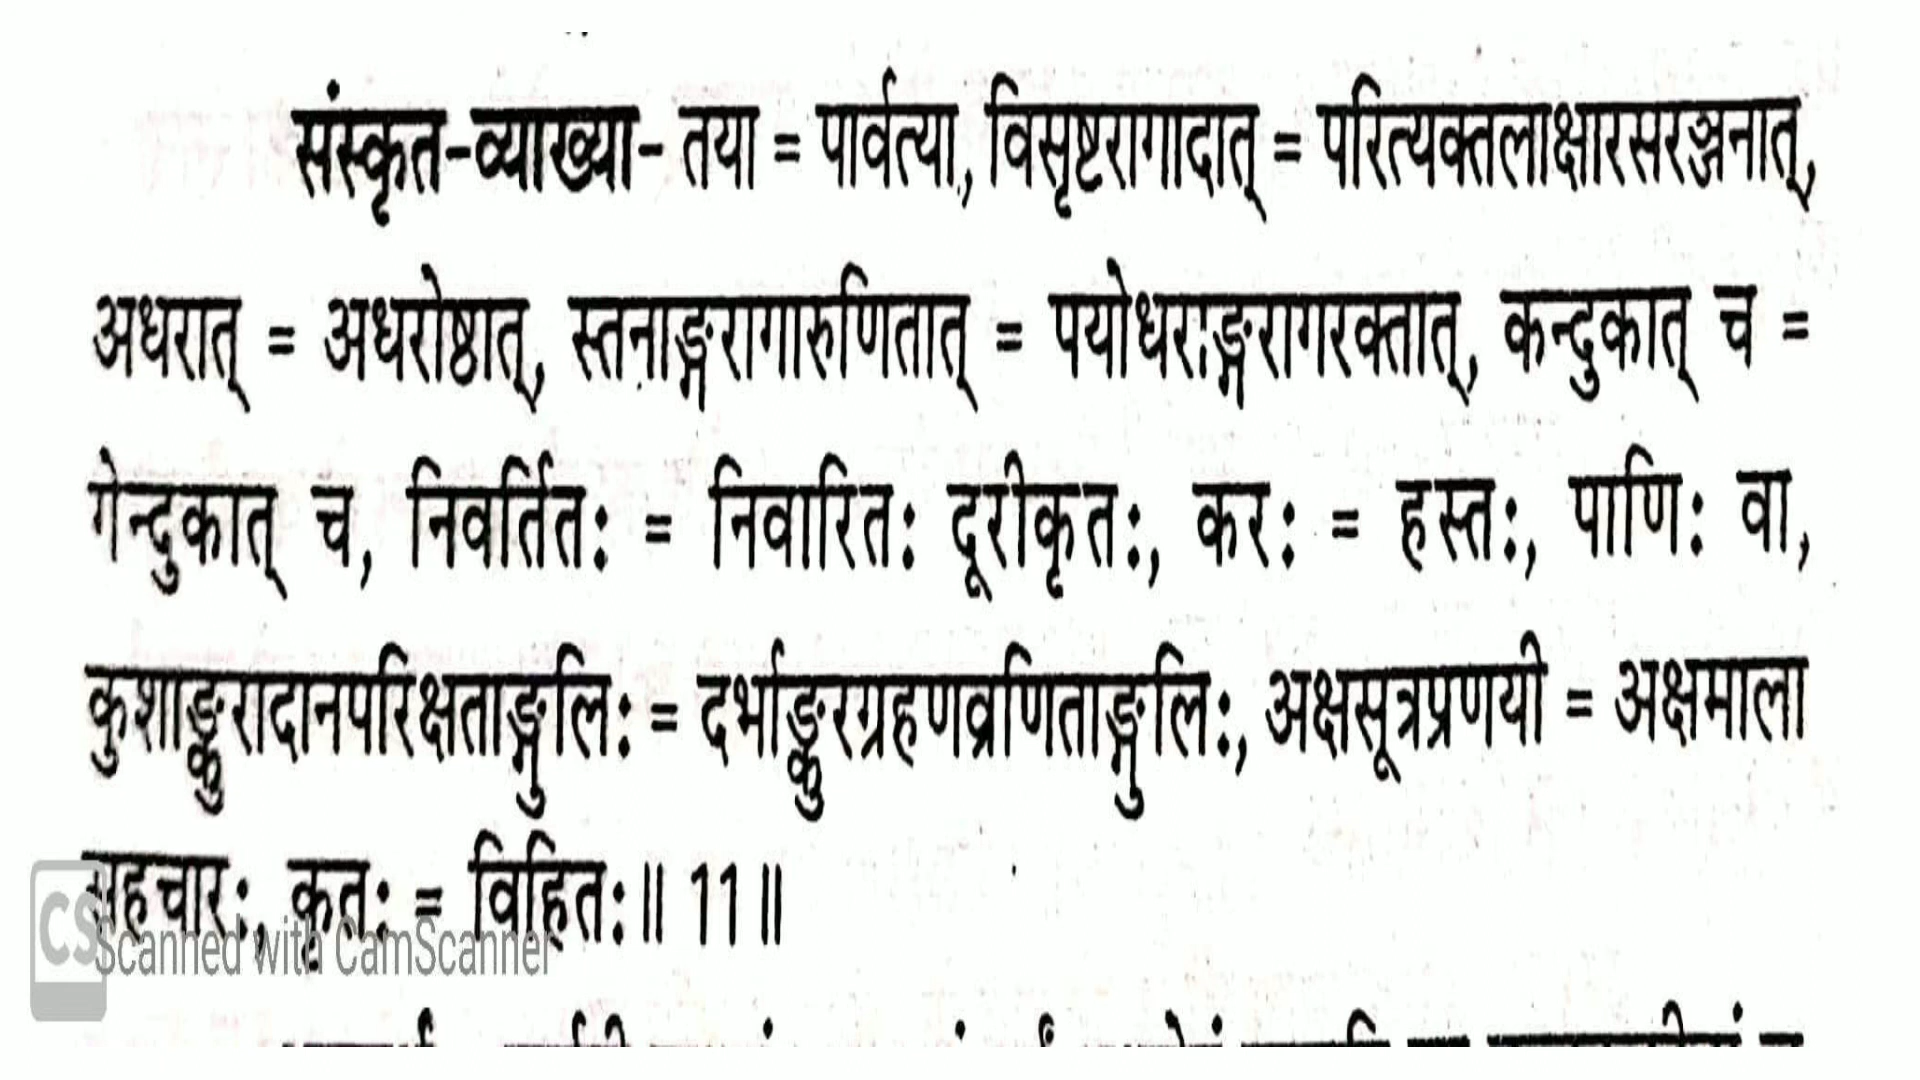 संस्कृत-व्याख्या- तया = पार्वत्या, विसृष्टरागादात् = परित्यक्तलाक्षारसरञ्जनात्,
अधरात् = अधरोष्ठात्, स्तनाङ्गरागारुणितात् = पयोधराङ्गरागरक्तात्, कन्दुकात् च =
गेन्दुकात् च, निवर्तितः = निवारितः दूरीकृतः, करः = हस्तः, पाणिः वा,
कुशाङ्कुरादानपरिक्षताङ्गुलिः = दर्भाङ्कुरग्रहणव्रणिताङ्गुलिः, अक्षसूत्रप्रणयी = अक्षमाला
सहचारः, कृतः = विहितः॥ 11॥
CS Scanned with CamScanner